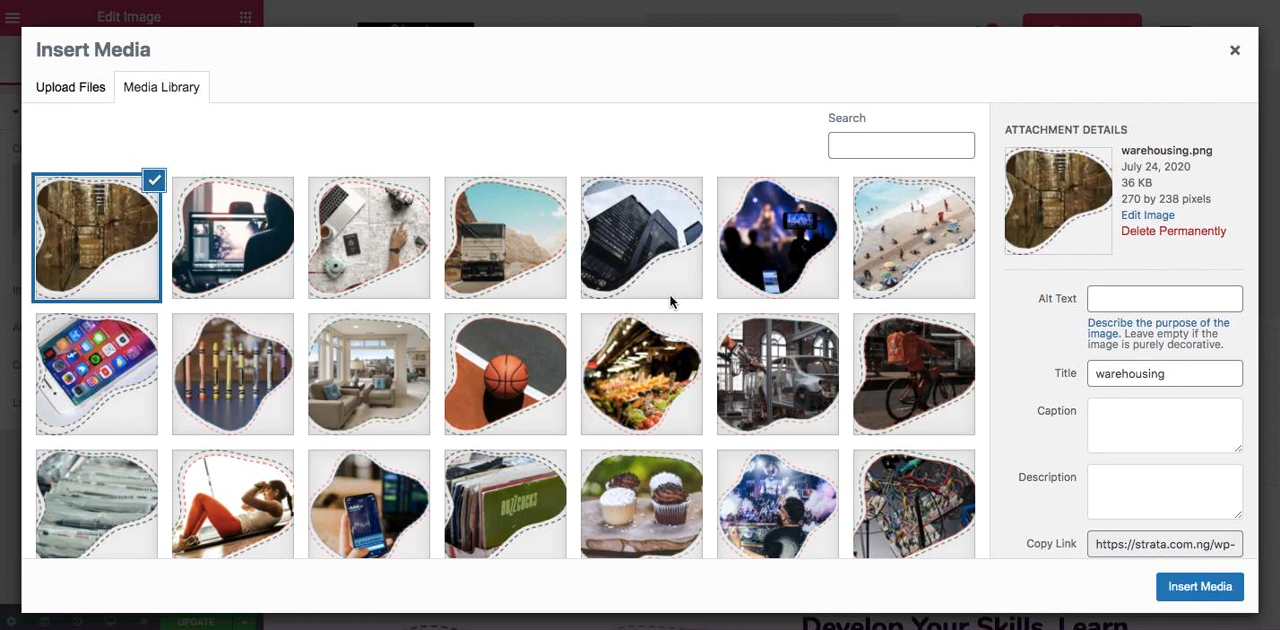 Edit Image
Insert Media
Upload Files
Media Library
Search
ATTACHMENT DETAILS
warehousing.png
July 24, 2020
36 KB
270 by 238 pixels
Edit Image
Delete Permanently
Alt Text
Describe the purpose of the
image. Leave empty if the
image is purely decorative.
Title
warehousing
Caption
Description
BUZZCOCKS
Copy Link
https://strata.com.ng/wp-
Insert Media
UPDATE
Develop Your Skills, Learn